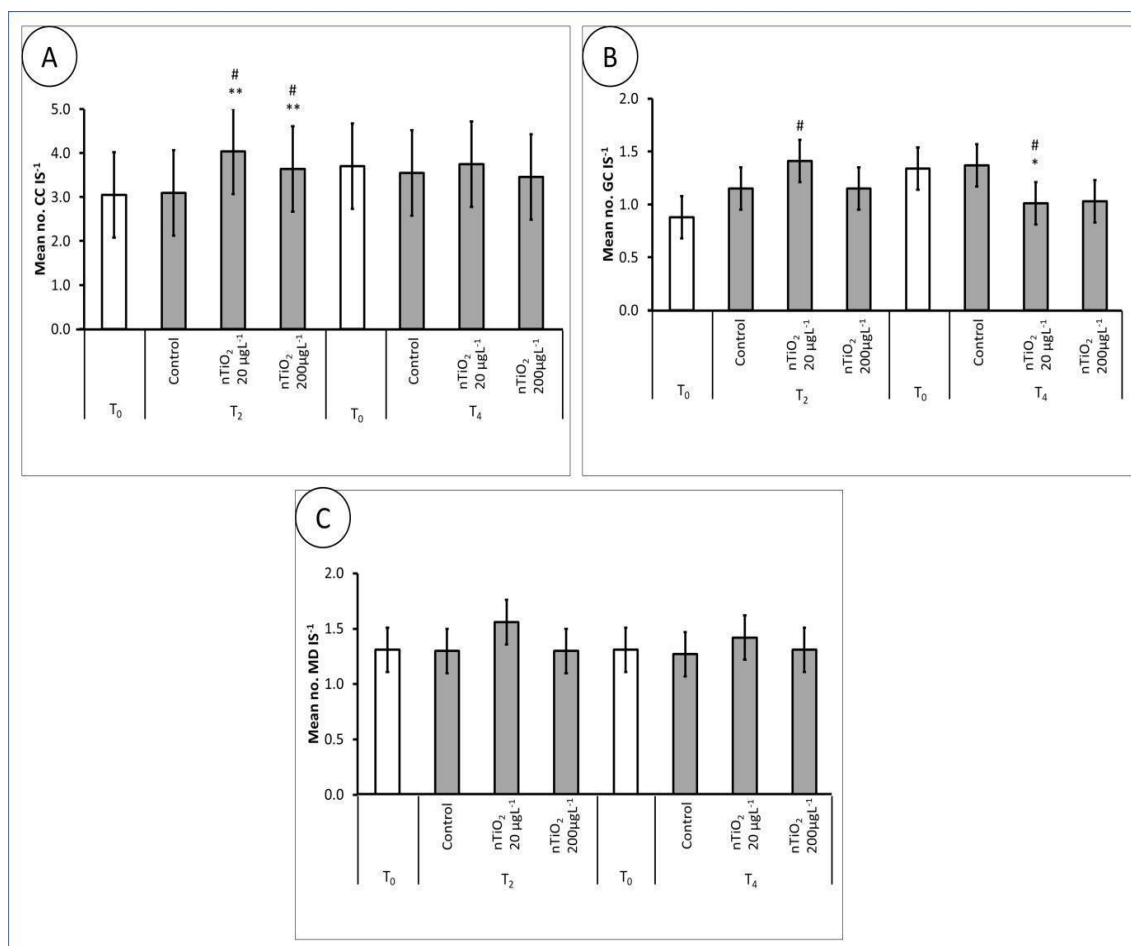 A
Mean no. CC IS⁻¹
5.0
4.0
3.0
2.0
1.0
0.0
#
**
#
**
Control
nTiO₂
20 µgL⁻¹
nTiO₂
200µgL⁻¹
Control
nTiO₂
20 µgL⁻¹
nTiO₂
200µgL⁻¹
T₀
T₂
T₀
T₄
B
Mean no. GC IS⁻¹
2.0
1.5
1.0
0.5
0.0
#
#
*
Control
nTiO₂
20 µgL⁻¹
nTiO₂
200µgL⁻¹
Control
nTiO₂
20 µgL⁻¹
nTiO₂
200µgL⁻¹
T₀
T₂
T₀
T₄
C
Mean no. MD IS⁻¹
2.0
1.5
1.0
0.5
0.0
Control
nTiO₂
20 µgL⁻¹
nTiO₂
200µgL⁻¹
Control
nTiO₂
20 µgL⁻¹
nTiO₂
200µgL⁻¹
T₀
T₂
T₀
T₄